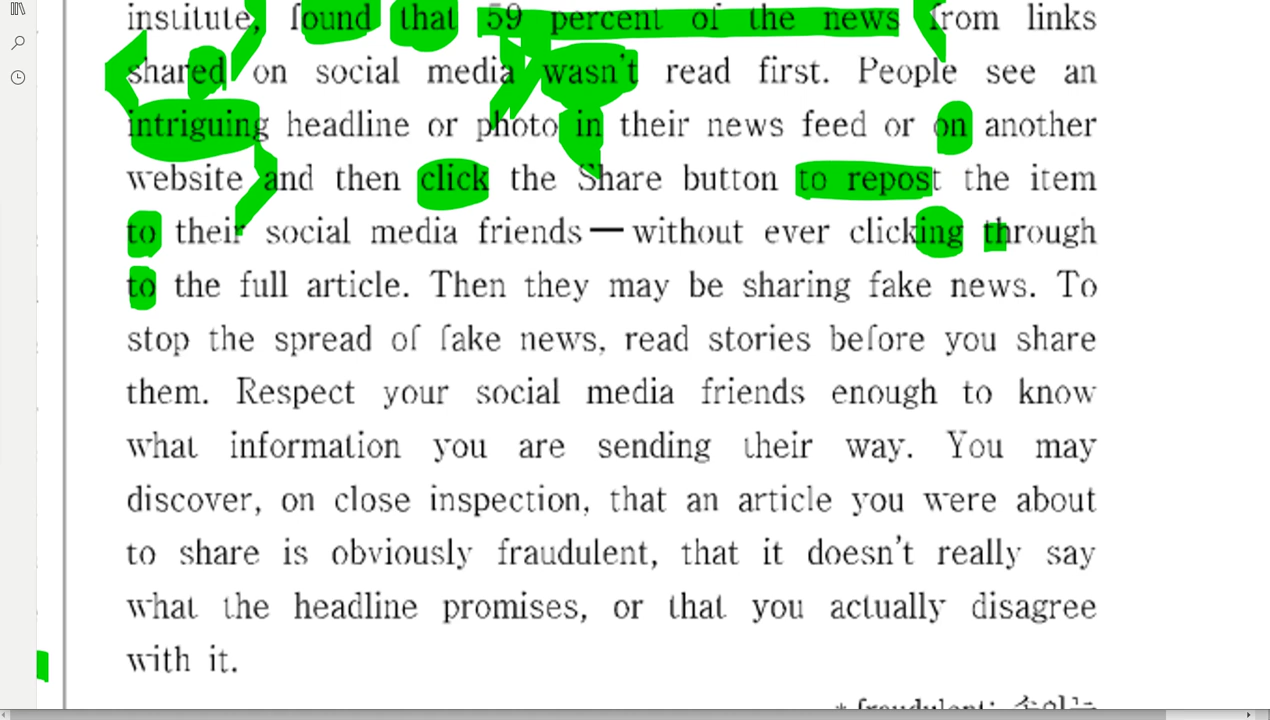 institute, found that 59 percent of the news from links
shared on social media wasn't read first. People see an
intriguing headline or photo in their news feed or on another
website and then click the Share button to repost the item
to their social media friends — without ever clicking through
to the full article. Then they may be sharing fake news. To
stop the spread of fake news, read stories before you share
them. Respect your social media friends enough to know
what information you are sending their way. You may
discover, on close inspection, that an article you were about
to share is obviously fraudulent, that it doesn't really say
what the headline promises, or that you actually disagree
with it.
* fraudulent: